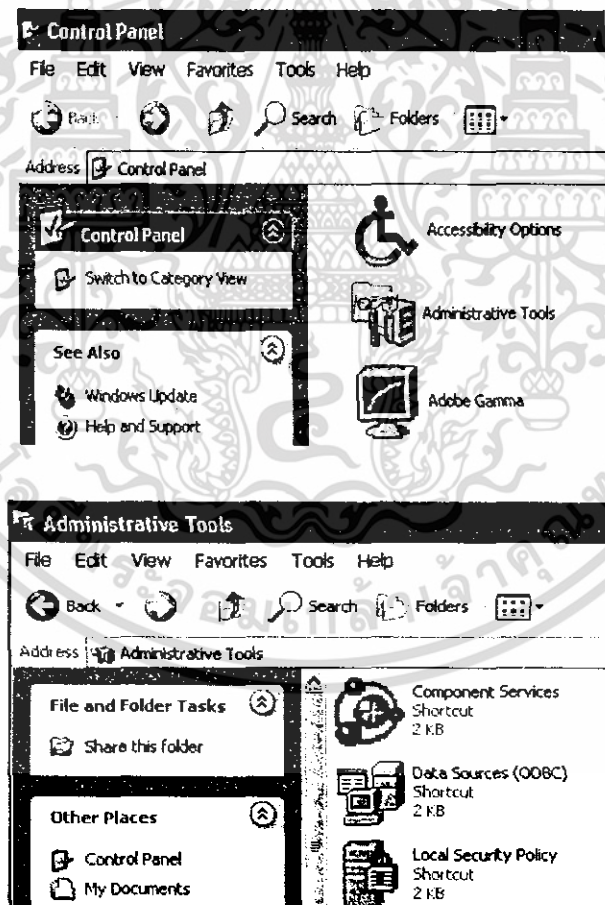 Control Panel
File Edit View Favorites Tools Help
Back Search Folders
Address Control Panel
Control Panel
Switch to Category View
See Also
Windows Update
Help and Support
Accessibility Options
Administrative Tools
Adobe Gamma
Administrative Tools
File Edit View Favorites Tools Help
Back Search Folders
Address Administrative Tools
File and Folder Tasks
Share this folder
Other Places
Control Panel
My Documents
Component Services
Shortcut
2 KB
Data Sources (ODBC)
Shortcut
2 KB
Local Security Policy
Shortcut
2 KB